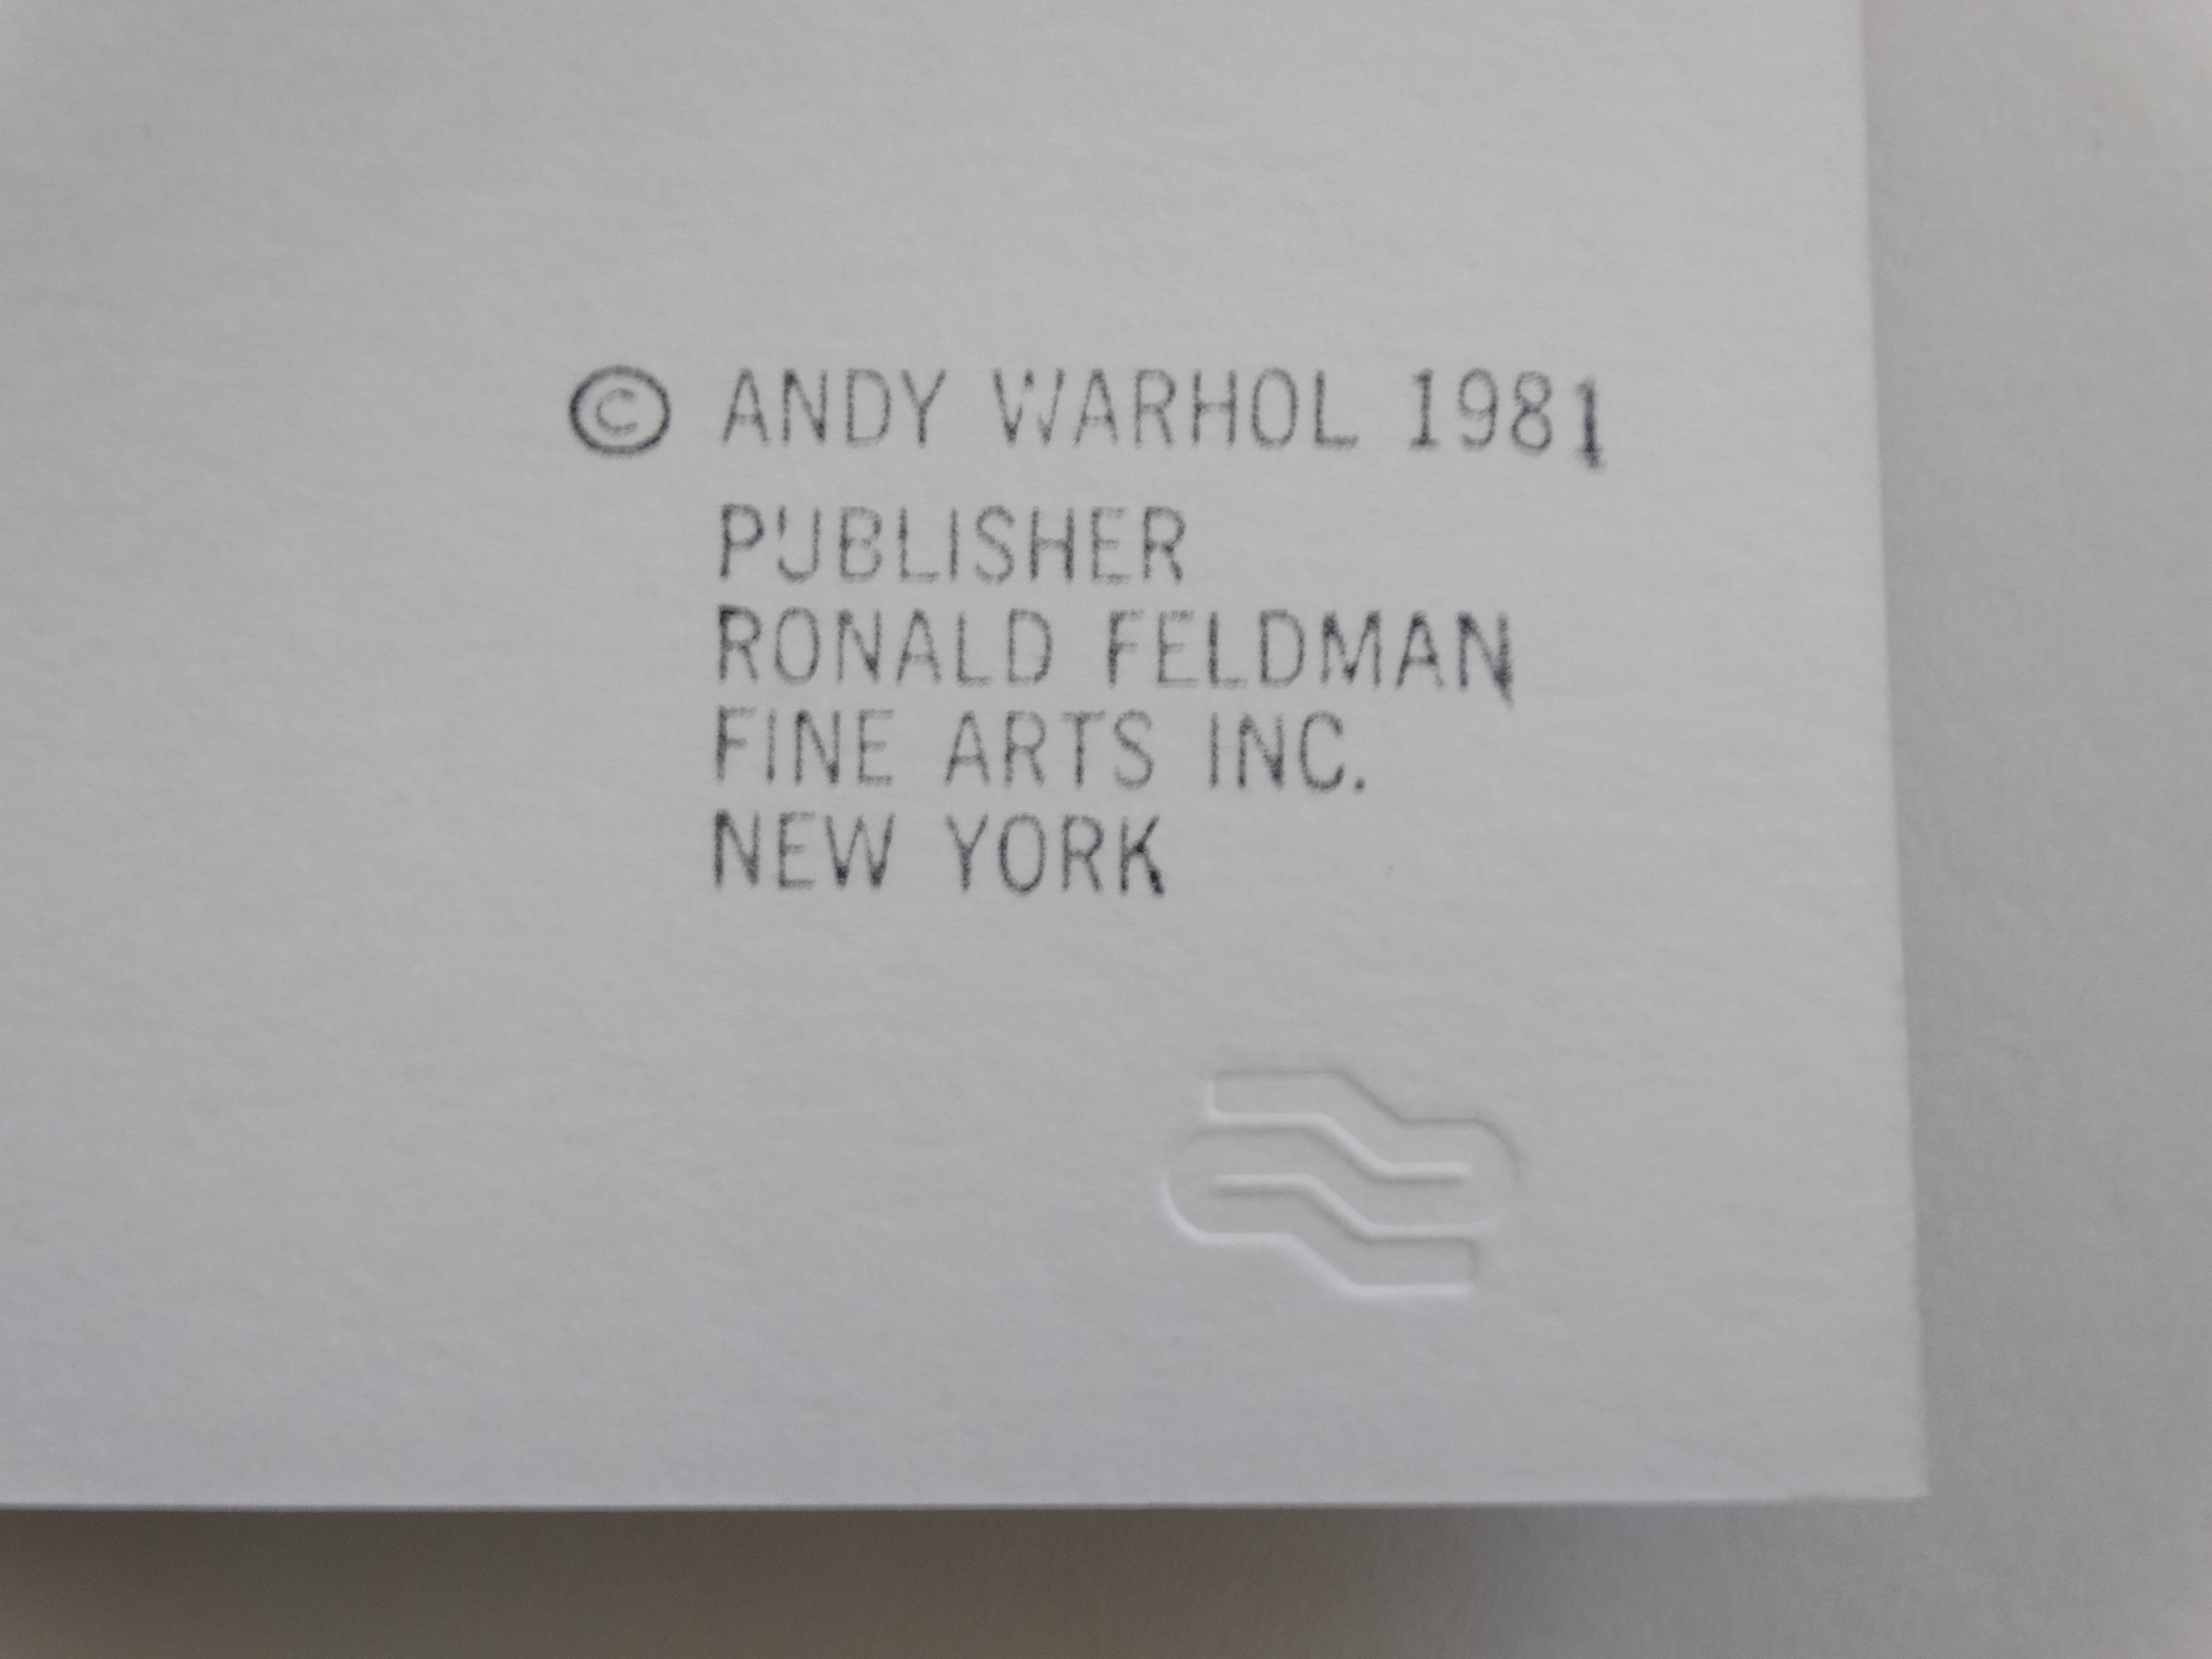 © ANDY WARHOL 1981
PUBLISHER
RONALD FELDMAN
FINE ARTS INC.
NEW YORK